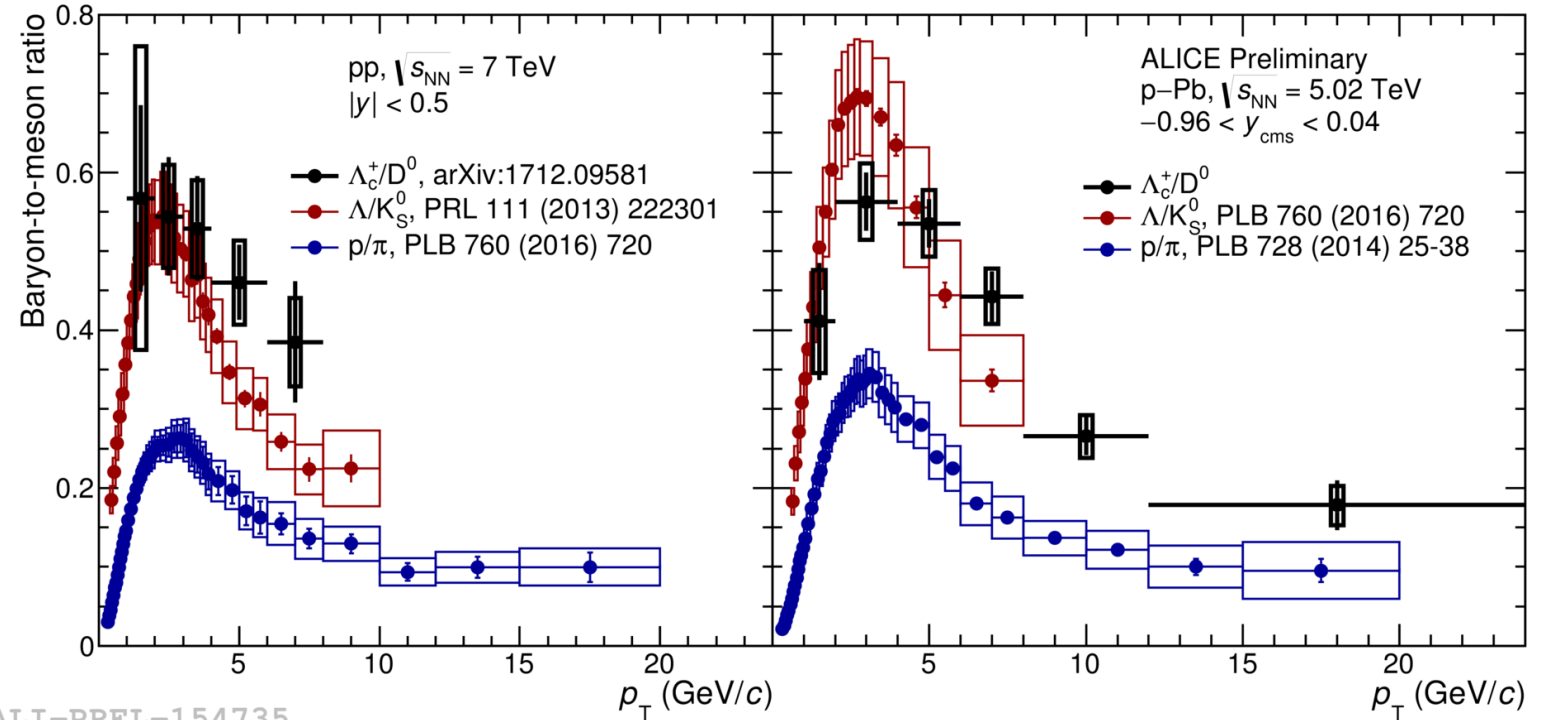 Baryon-to-meson ratio
0.8
0.6
0.4
0.2
0
pp, √sNN = 7 TeV
|y| < 0.5
Λc+/D0, arXiv:1712.09581
Λ/K0S, PRL 111 (2013) 222301
p/π, PLB 760 (2016) 720
5 10 15 20
pT (GeV/c)
ALICE Preliminary
p−Pb, √sNN = 5.02 TeV
−0.96 < ycms < 0.04
Λc+/D0
Λ/K0S, PLB 760 (2016) 720
p/π, PLB 728 (2014) 25-38
5 10 15 20
pT (GeV/c)
ALI−PREL−154735